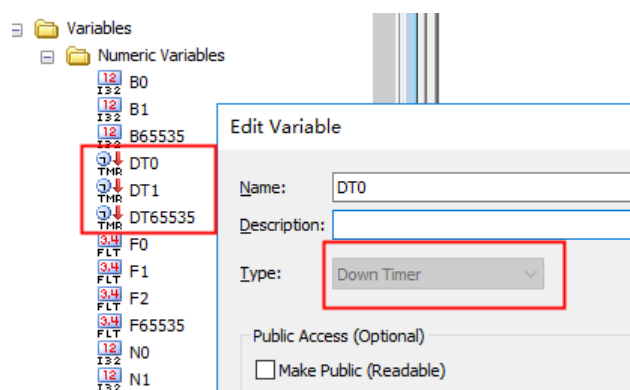 Variables
Numeric Variables
12 I32 B0
12 I32 B1
12 I32 B65535
TMR DT0
TMR DT1
TMR DT65535
3.4 FLT F0
3.4 FLT F1
3.4 FLT F2
3.4 FLT F65535
12 I32 N0
12 I32 N1
Edit Variable
Name: DT0
Description:
Type: Down Timer
Public Access (Optional)
Make Public (Readable)